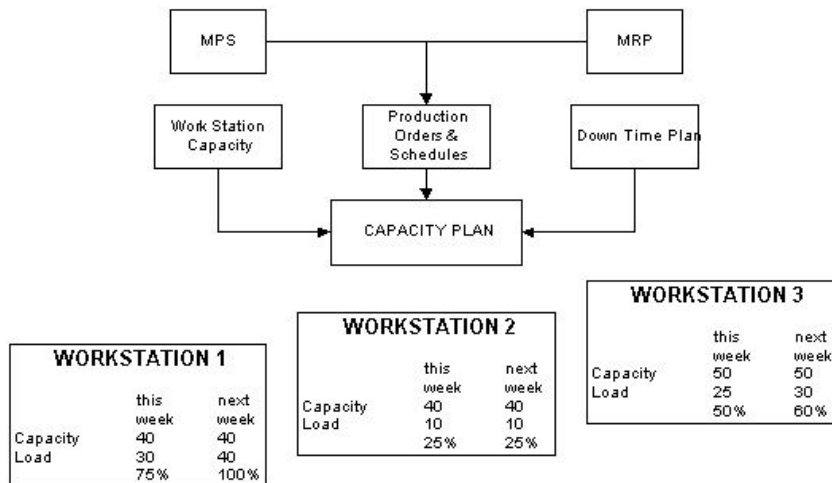 MPS
MRP
Work Station
Capacity
Production
Orders &
Schedules
Down Time Plan
CAPACITY PLAN
WORKSTATION 1
this next
week week
Capacity 40 40
Load 30 40
75% 100%
WORKSTATION 2
this next
week week
Capacity 40 40
Load 10 10
25% 25%
WORKSTATION 3
this next
week week
Capacity 50 50
Load 25 30
50% 60%